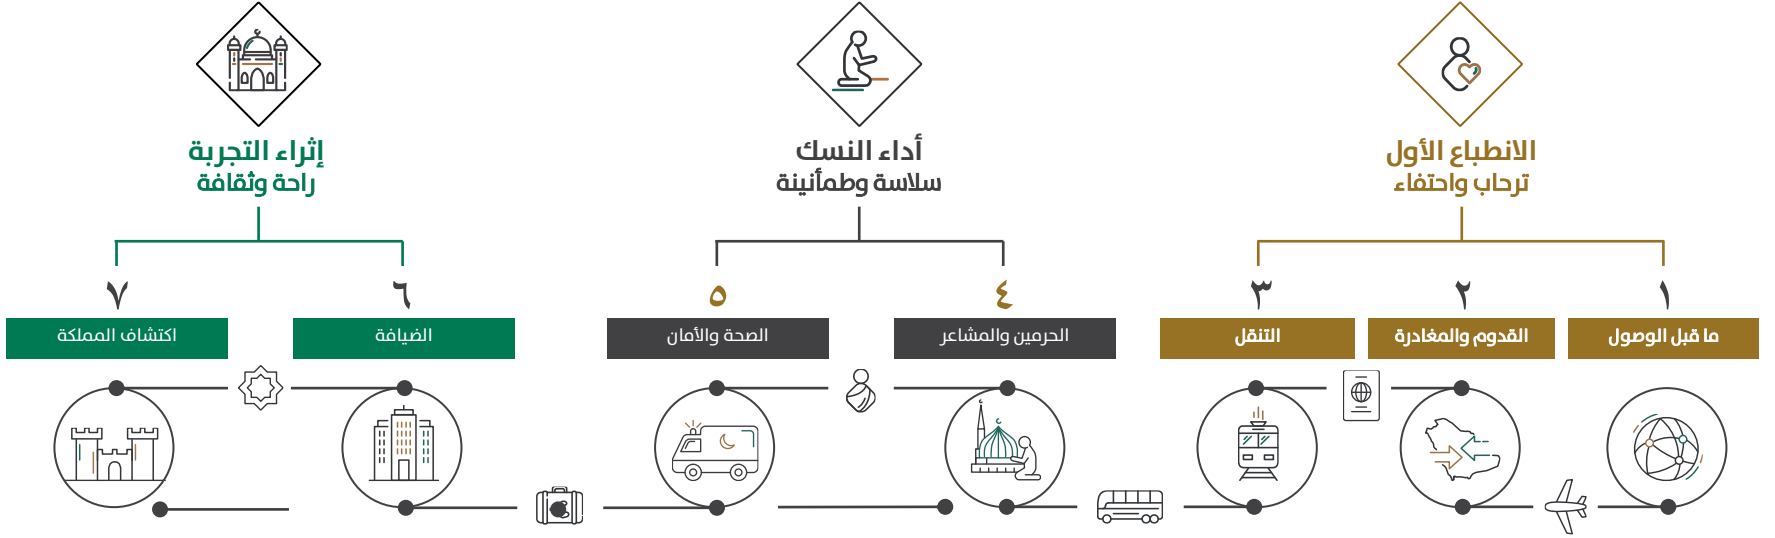 الانطباع الأول
ترحاب واحتفاء
١
ما قبل الوصول
٢
القدوم والمغادرة
٣
التنقل
أداء النسك
سلاسة وطمأنينة
٤
الحرمين والمشاعر
٥
الصحة والأمان
إثراء التجربة
راحة وثقافة
٦
الضيافة
٧
اكتشاف المملكة